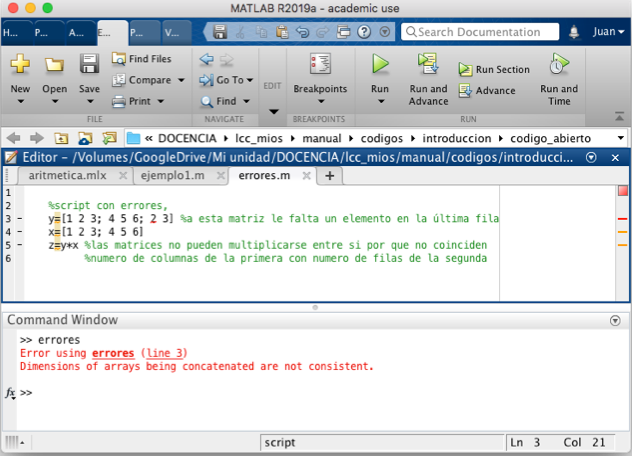 MATLAB R2019a - academic use
H... P... A... E... P... V...
Search Documentation
Juan
New
Open
Save
Find Files
Compare
Print
FILE
Go To
Find
NAVIGATE
EDIT
Breakpoints
BREAKPOINTS
Run
Run and Advance
Run Section
Advance
Run and Time
RUN
« DOCENCIA ▸ lcc_mios ▸ manual ▸ codigos ▸ introduccion ▸ codigo_abierto
Editor – /Volumes/GoogleDrive/Mi unidad/DOCENCIA/lcc_mios/manual/codigos/introducci...
aritmetica.mlx × ejemplo1.m × errores.m × +
1
2 %script con errores,
3 - y=[1 2 3; 4 5 6; 2 3] %a esta matriz le falta un elemento en la última fila
4 - x=[1 2 3; 4 5 6]
5 - z=y*x %las matrices no pueden multiplicarse entre si por que no coinciden
6 %numero de columnas de la primera con numero de filas de la segunda
Command Window
>> errores
Error using errores (line 3)
Dimensions of arrays being concatenated are not consistent.
fx >>
script
Ln 3 Col 21